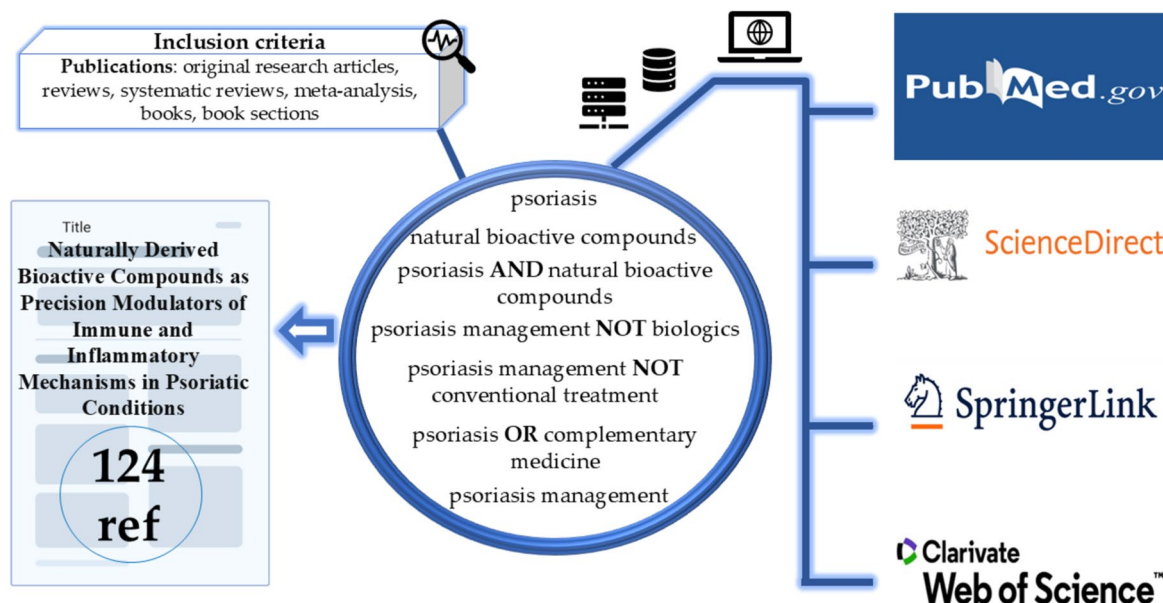 Inclusion criteria
Publications: original research articles,
reviews, systematic reviews, meta-analysis,
books, book sections
psoriasis
natural bioactive compounds
psoriasis AND natural bioactive
compounds
psoriasis management NOT biologics
psoriasis management NOT
conventional treatment
psoriasis OR complementary
medicine
psoriasis management
Title
Naturally Derived
Bioactive Compounds as
Precision Modulators of
Immune and
Inflammatory
Mechanisms in Psoriatic
Conditions
124
ref
PubMed.gov
ScienceDirect
SpringerLink
Clarivate
Web of Science™